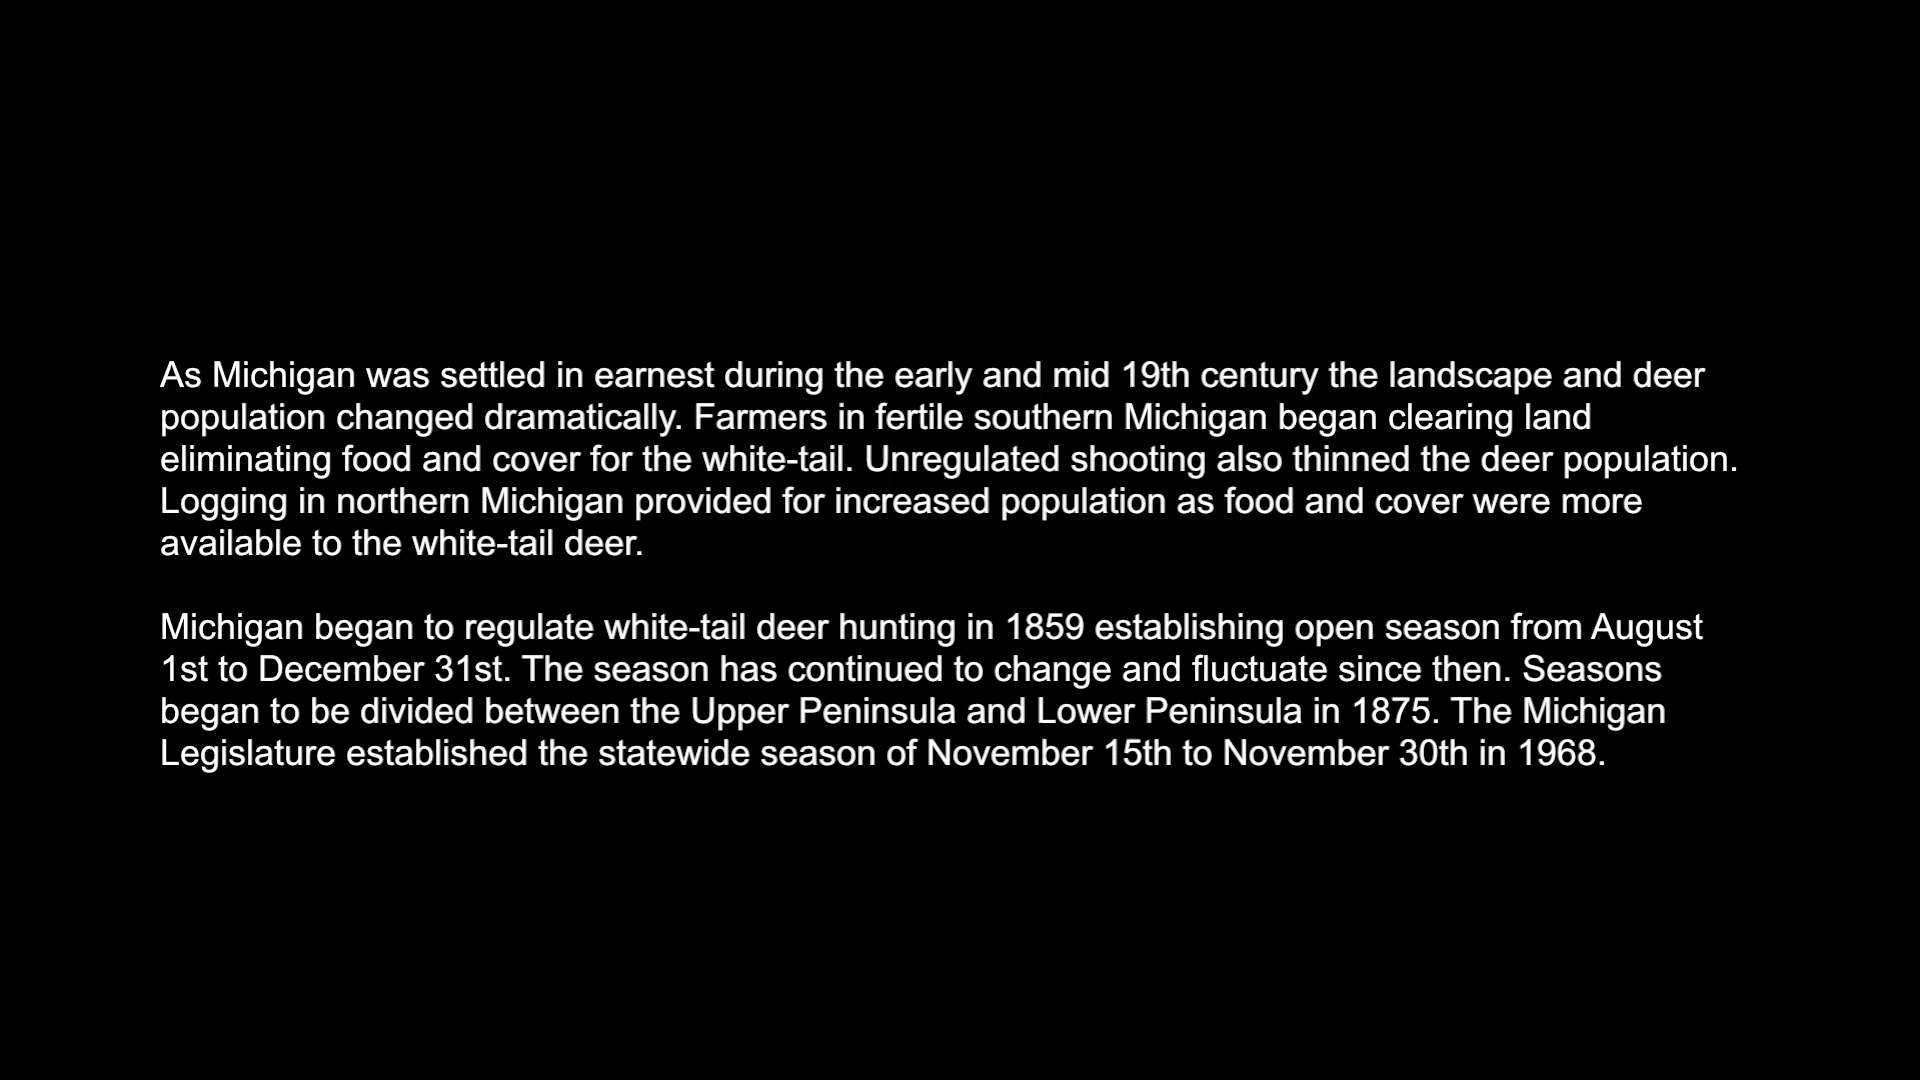 As Michigan was settled in earnest during the early and mid 19th century the landscape and deer
population changed dramatically. Farmers in fertile southern Michigan began clearing land
eliminating food and cover for the white-tail. Unregulated shooting also thinned the deer population.
Logging in northern Michigan provided for increased population as food and cover were more
available to the white-tail deer.
Michigan began to regulate white-tail deer hunting in 1859 establishing open season from August
1st to December 31st. The season has continued to change and fluctuate since then. Seasons
began to be divided between the Upper Peninsula and Lower Peninsula in 1875. The Michigan
Legislature established the statewide season of November 15th to November 30th in 1968.